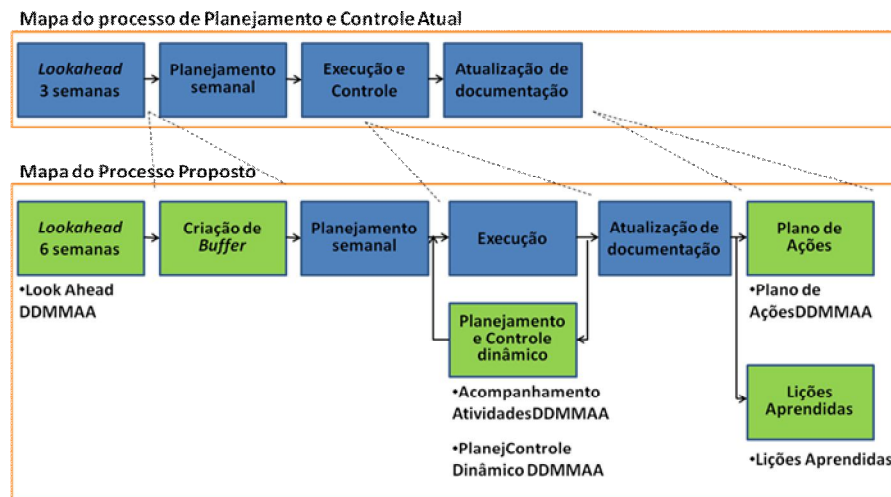 Mapa do processo de Planejamento e Controle Atual
Lookahead
3 semanas
Planejamento
semanal
Execução e
Controle
Atualização de
documentação
Mapa do Processo Proposto
Lookahead
6 semanas
Criação de
Buffer
Planejamento
semanal
Execução
Atualização de
documentação
Plano de
Ações
•Look Ahead
DDMMAA
•Plano de
AçõesDDMMAA
Planejamento
e Controle
dinâmico
•Acompanhamento
AtividadesDDMMAA
•PlanejControle
Dinâmico DDMMAA
Lições
Aprendidas
•Lições Aprendidas